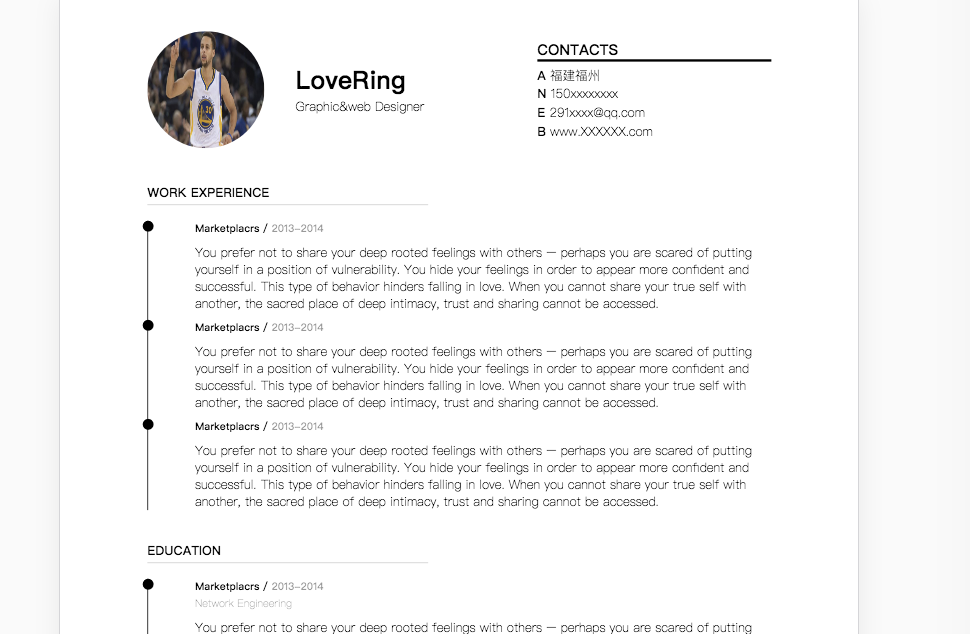 LoveRing
Graphic&web Designer
CONTACTS
A 福建福州
N 150xxxxxxxx
E 291xxxx@qq.com
B www.XXXXXX.com
WORK EXPERIENCE
Marketplacrs / 2013-2014
You prefer not to share your deep rooted feelings with others — perhaps you are scared of putting
yourself in a position of vulnerability. You hide your feelings in order to appear more confident and
successful. This type of behavior hinders falling in love. When you cannot share your true self with
another, the sacred place of deep intimacy, trust and sharing cannot be accessed.
Marketplacrs / 2013-2014
You prefer not to share your deep rooted feelings with others — perhaps you are scared of putting
yourself in a position of vulnerability. You hide your feelings in order to appear more confident and
successful. This type of behavior hinders falling in love. When you cannot share your true self with
another, the sacred place of deep intimacy, trust and sharing cannot be accessed.
Marketplacrs / 2013-2014
You prefer not to share your deep rooted feelings with others — perhaps you are scared of putting
yourself in a position of vulnerability. You hide your feelings in order to appear more confident and
successful. This type of behavior hinders falling in love. When you cannot share your true self with
another, the sacred place of deep intimacy, trust and sharing cannot be accessed.
EDUCATION
Marketplacrs / 2013-2014
Network Engineering
You prefer not to share your deep rooted feelings with others — perhaps you are scared of putting